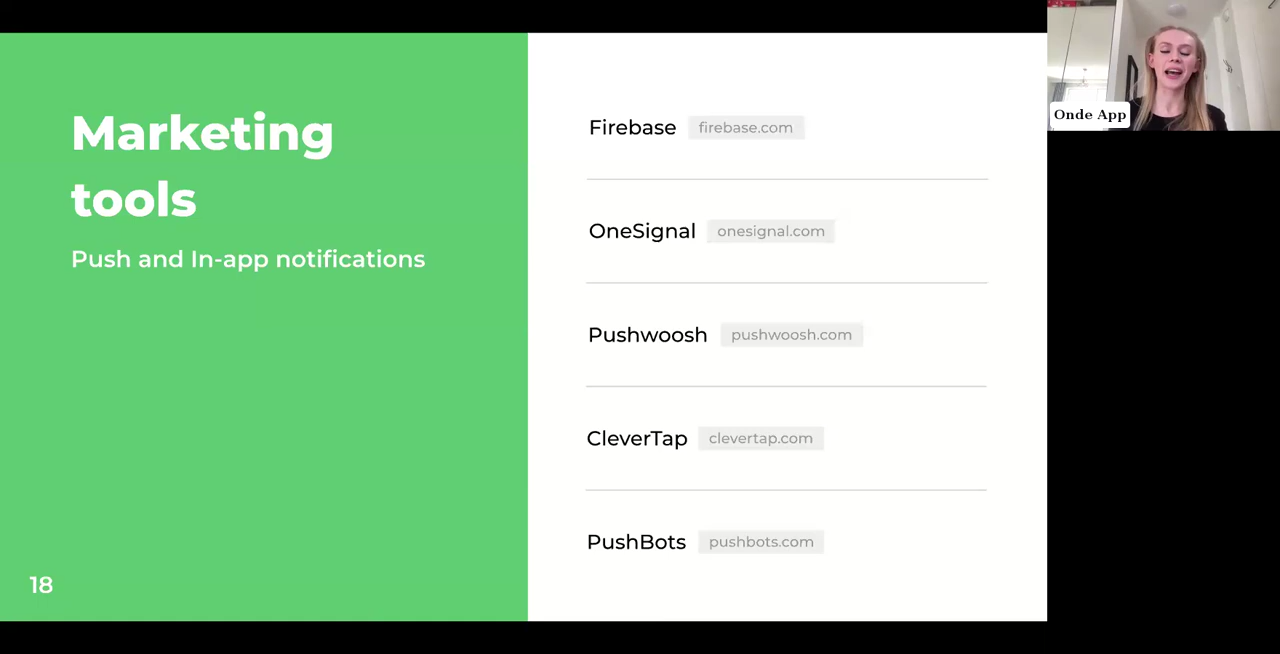 Marketing
tools
Push and In-app notifications
18
Firebase firebase.com
OneSignal onesignal.com
Pushwoosh pushwoosh.com
CleverTap clevertap.com
PushBots pushbots.com
Onde App